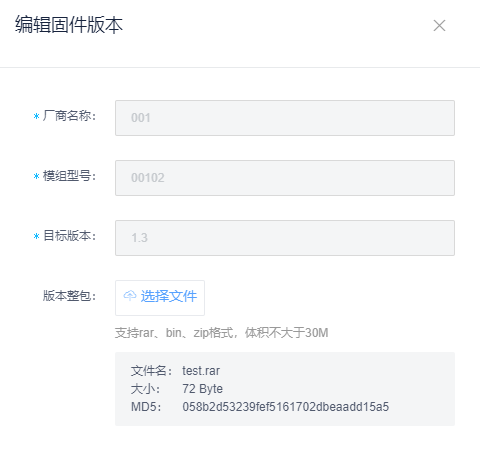 编辑固件版本
* 厂商名称： 001
* 模组型号： 00102
* 目标版本： 1.3
版本整包： 选择文件
支持rar、bin、zip格式，体积不大于30M
文件名： test.rar
大小： 72 Byte
MD5： 058b2d53239fef5161702dbeaadd15a5